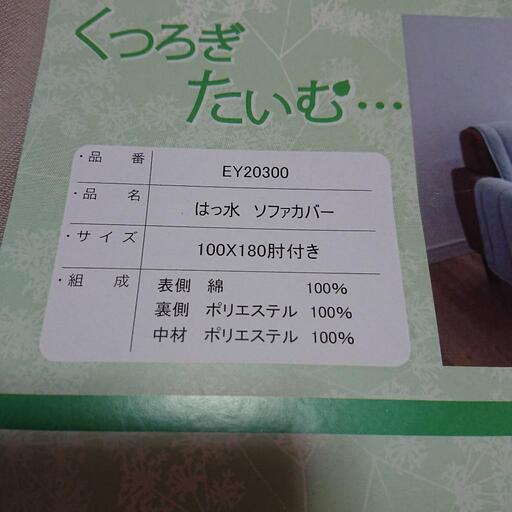 くつろぎ
たいむ…
・品 番 EY20300
・品 名 はっ水 ソファカバー
・サイズ 100X180肘付き
・組 成 表側 綿 100%
裏側 ポリエステル 100%
中材 ポリエステル 100%